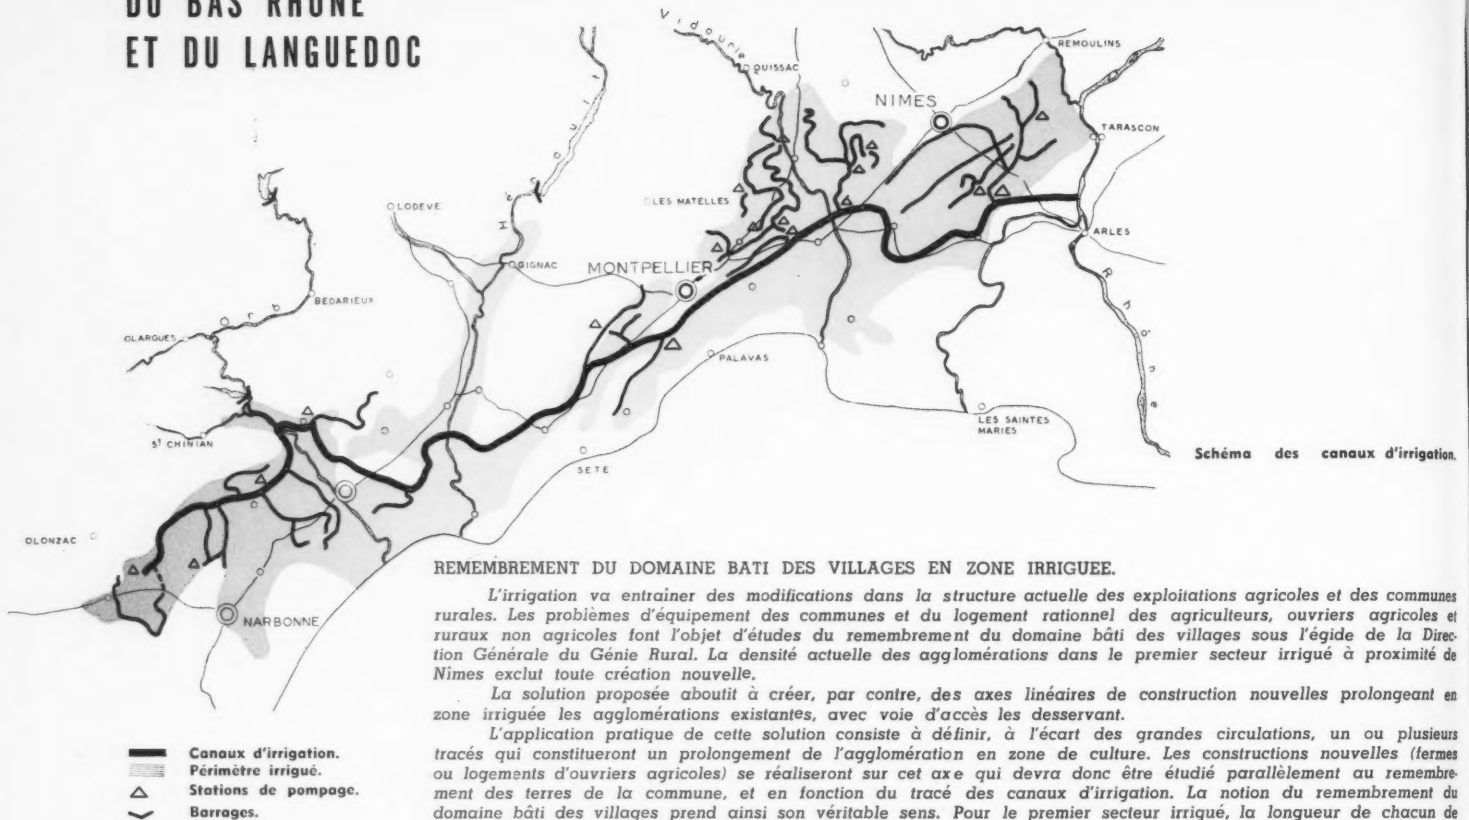 DU BAS RHONE
ET DU LANGUEDOC
Vidourle
QUISSAC
REMOULINS
NIMES
TARASCON
LES MATELLES
LODEVE
Hérault
GIGNAC
MONTPELLIER
ARLES
Rhône
BEDARIEUX
Orb
OLARGUES
PALAVAS
LES SAINTES
MARIES
St CHINIAN
SETE
OLONZAC
NARBONNE
Schéma des canaux d'irrigation.
Canaux d'irrigation.
Périmètre irrigué.
Stations de pompage.
Barrages.
REMEMBREMENT DU DOMAINE BATI DES VILLAGES EN ZONE IRRIGUEE.
L'irrigation va entraîner des modifications dans la structure actuelle des exploitations agricoles et des communes
rurales. Les problèmes d'équipement des communes et du logement rationnel des agriculteurs, ouvriers agricoles et
ruraux non agricoles font l'objet d'études du remembrement du domaine bâti des villages sous l'égide de la Direc-
tion Générale du Génie Rural. La densité actuelle des agglomérations dans le premier secteur irrigué à proximité de
Nimes exclut toute création nouvelle.
La solution proposée aboutit à créer, par contre, des axes linéaires de construction nouvelles prolongeant en
zone irriguée les agglomérations existantes, avec voie d'accès les desservant.
L'application pratique de cette solution consiste à définir, à l'écart des grandes circulations, un ou plusieurs
tracés qui constitueront un prolongement de l'agglomération en zone de culture. Les constructions nouvelles (fermes
ou logements d'ouvriers agricoles) se réaliseront sur cet axe qui devra donc être étudié parallèlement au remembre-
ment des terres de la commune, et en fonction du tracé des canaux d'irrigation. La notion du remembrement du
domaine bâti des villages prend ainsi son véritable sens. Pour le premier secteur irrigué, la longueur de chacun de